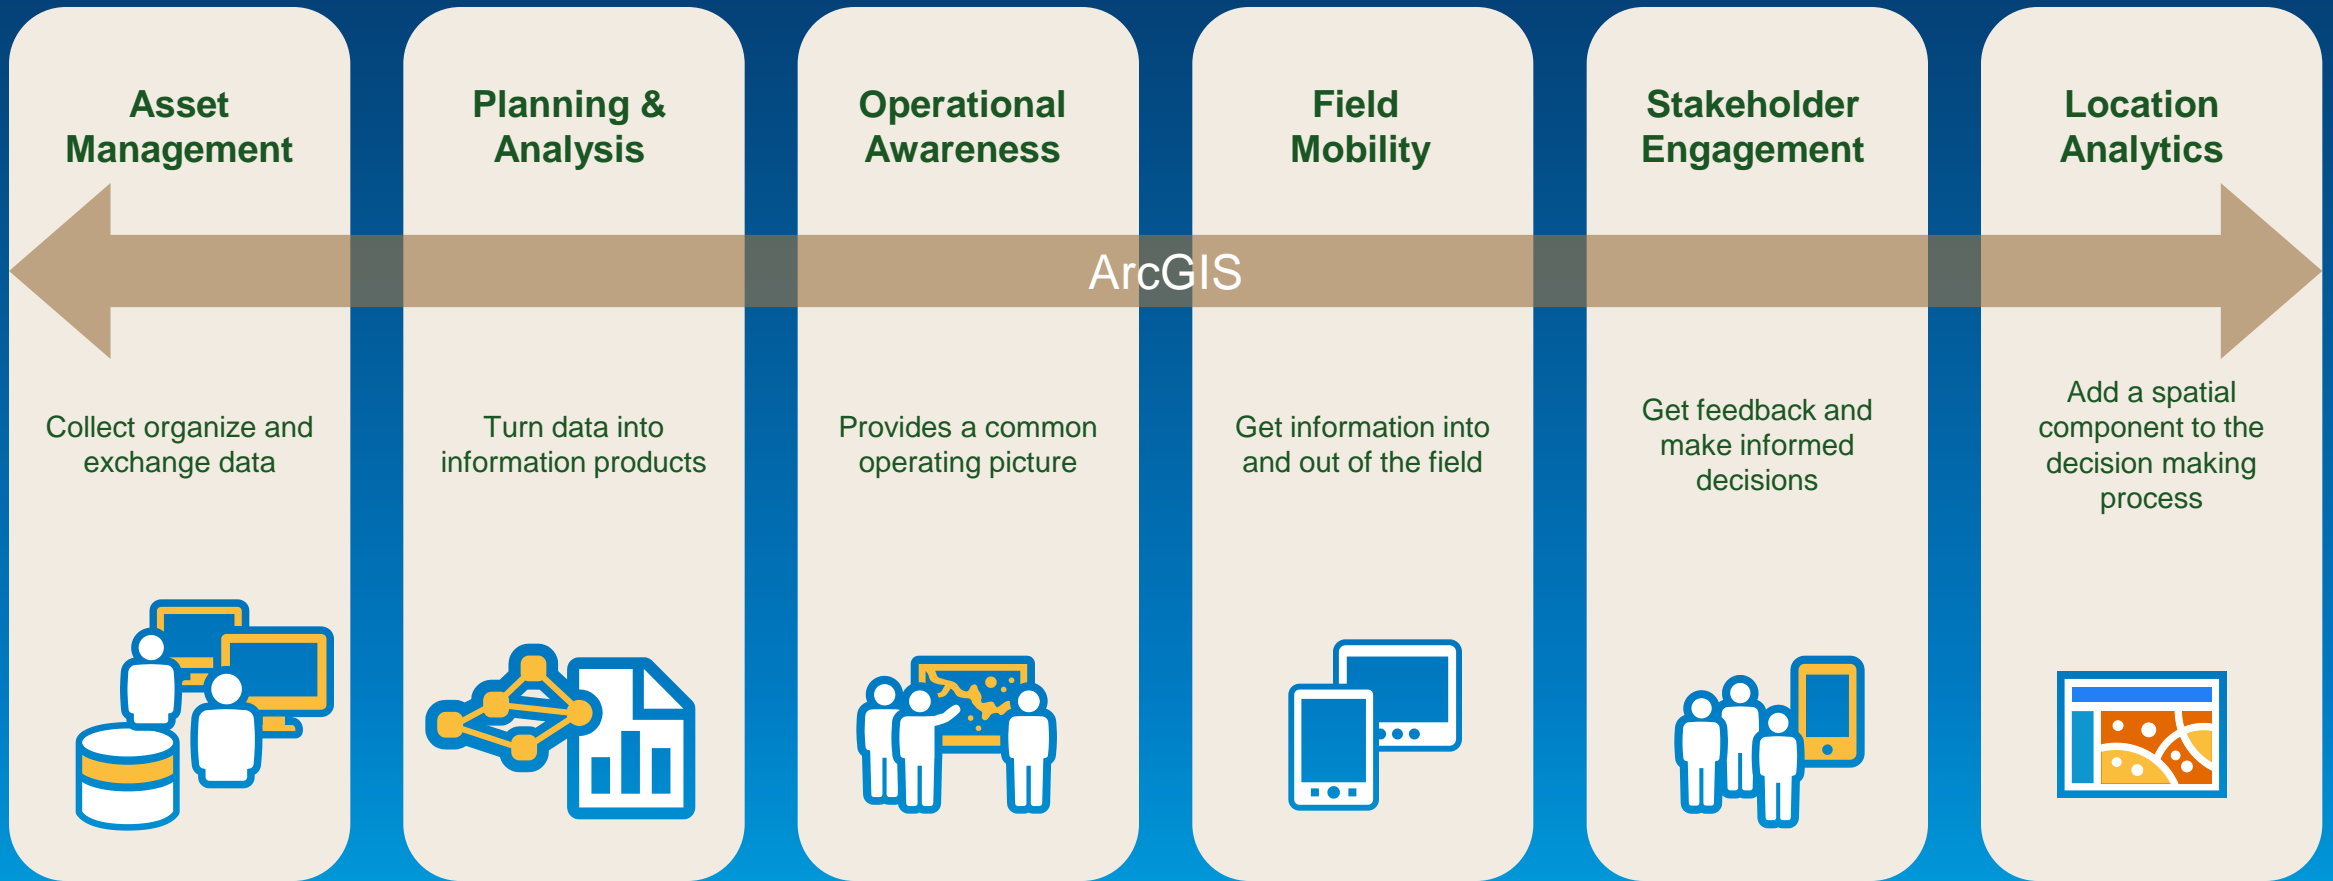 Asset
Management
Planning &
Analysis
Operational
Awareness
Field
Mobility
Stakeholder
Engagement
Location
Analytics
ArcGIS
Collect organize and
exchange data
Turn data into
information products
Provides a common
operating picture
Get information into
and out of the field
Get feedback and
make informed
decisions
Add a spatial
component to the
decision making
process